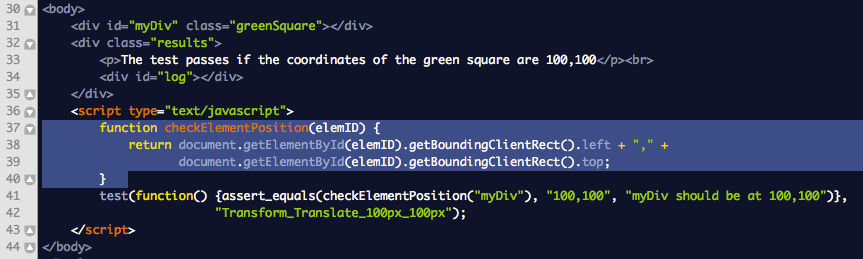 30 <body>
31 <div id="myDiv" class="greenSquare"></div>
32 <div class="results">
33 <p>The test passes if the coordinates of the green square are 100,100</p><br>
34 <div id="log"></div>
35 </div>
36 <script type="text/javascript">
37 function checkElementPosition(elemID) {
38 return document.getElementById(elemID).getBoundingClientRect().left + "," +
39 document.getElementById(elemID).getBoundingClientRect().top;
40 }
41 test(function() {assert_equals(checkElementPosition("myDiv"), "100,100", "myDiv should be at 100,100")},
42 "Transform_Translate_100px_100px");
43 </script>
44 </body>